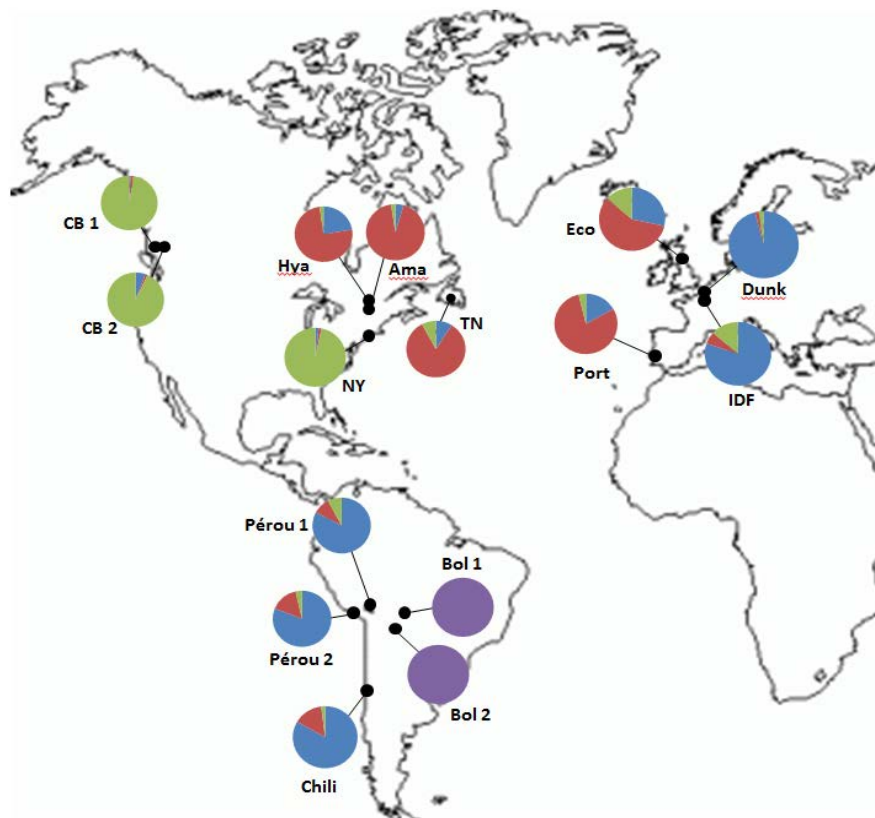 CB 1
Eco
Hya
Ama
Dunk
CB 2
TN
NY
Port
IDF
Pérou 1
Bol 1
Pérou 2
Bol 2
Chili